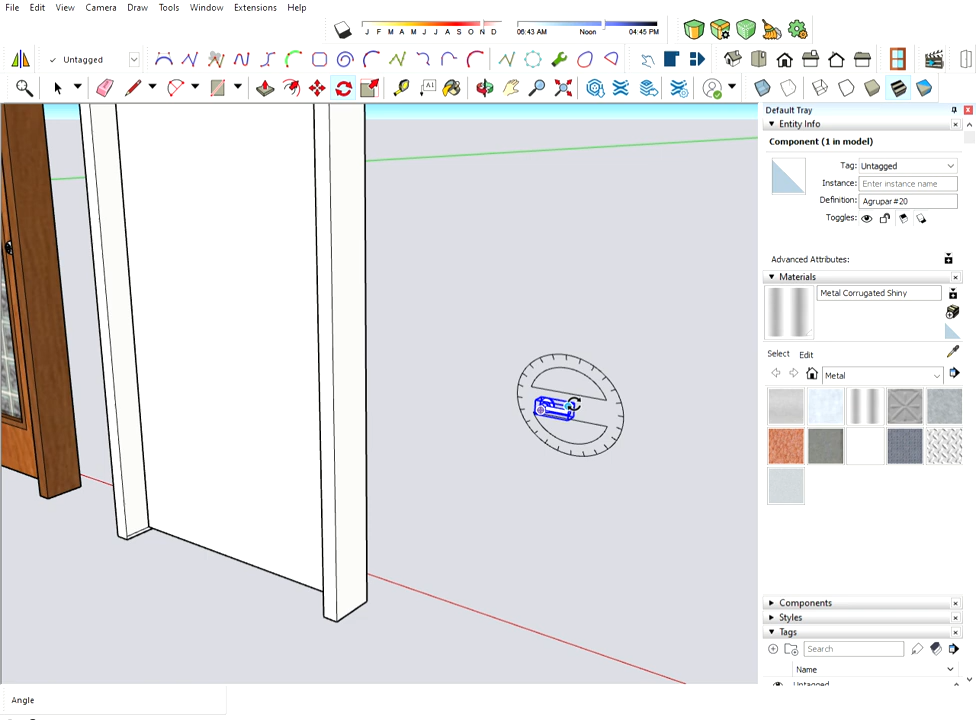 File Edit View Camera Draw Tools Window Extensions Help
J F M A M J J A S O N D 06:43 AM Noon 04:45 PM
Untagged
A1
Default Tray
Entity Info
Component (1 in model)
Tag: Untagged
Instance: Enter instance name
Definition: Agrupar#20
Toggles:
Advanced Attributes:
Materials
Metal Corrugated Shiny
Select Edit
Metal
Components
Styles
Tags
Search
Name
Untagged
Angle